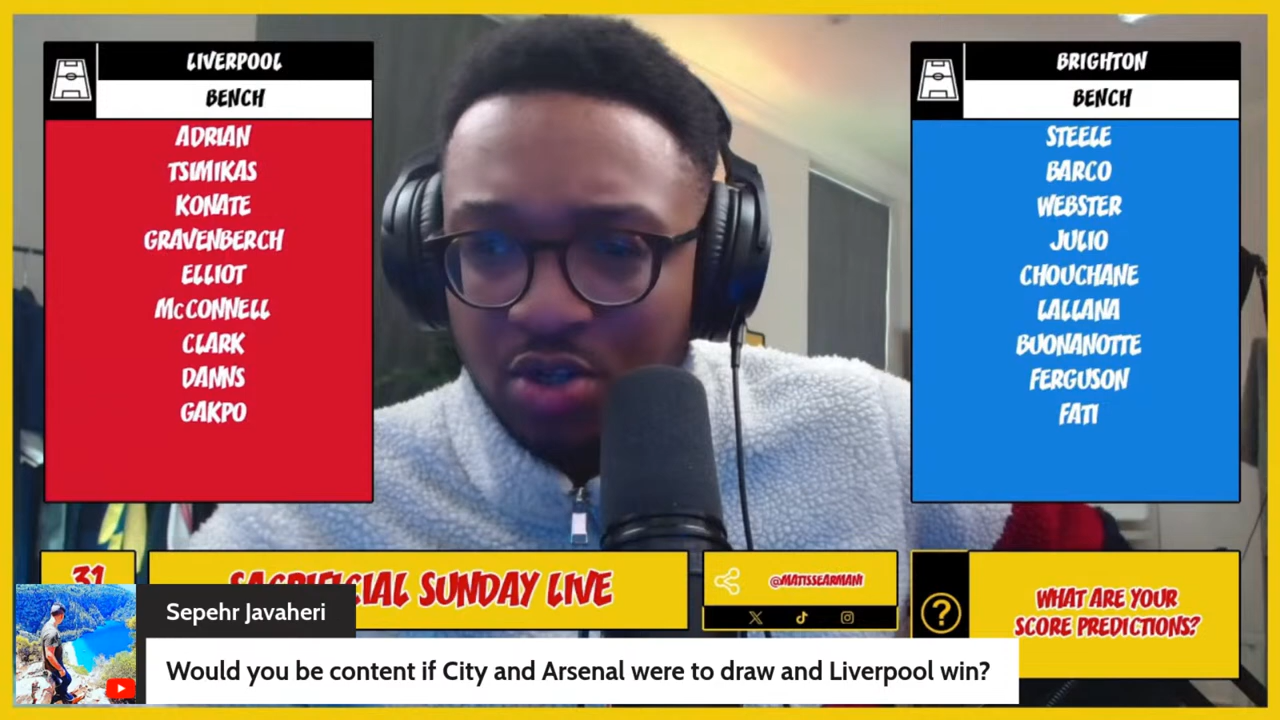 LIVERPOOL
BENCH
ADRIAN
TSIMIKAS
KONATE
GRAVENBERCH
ELLIOT
McCONNELL
CLARK
DANNS
GAKPO
BRIGHTON
BENCH
STEELE
BARCO
WEBSTER
JULIO
CHOUCHANE
LALLANA
BUONANOTTE
FERGUSON
FATI
31
SACRIFICIAL SUNDAY LIVE
@MATISSEARMANI
?
WHAT ARE YOUR
SCORE PREDICTIONS?
Sepehr Javaheri
Would you be content if City and Arsenal were to draw and Liverpool win?